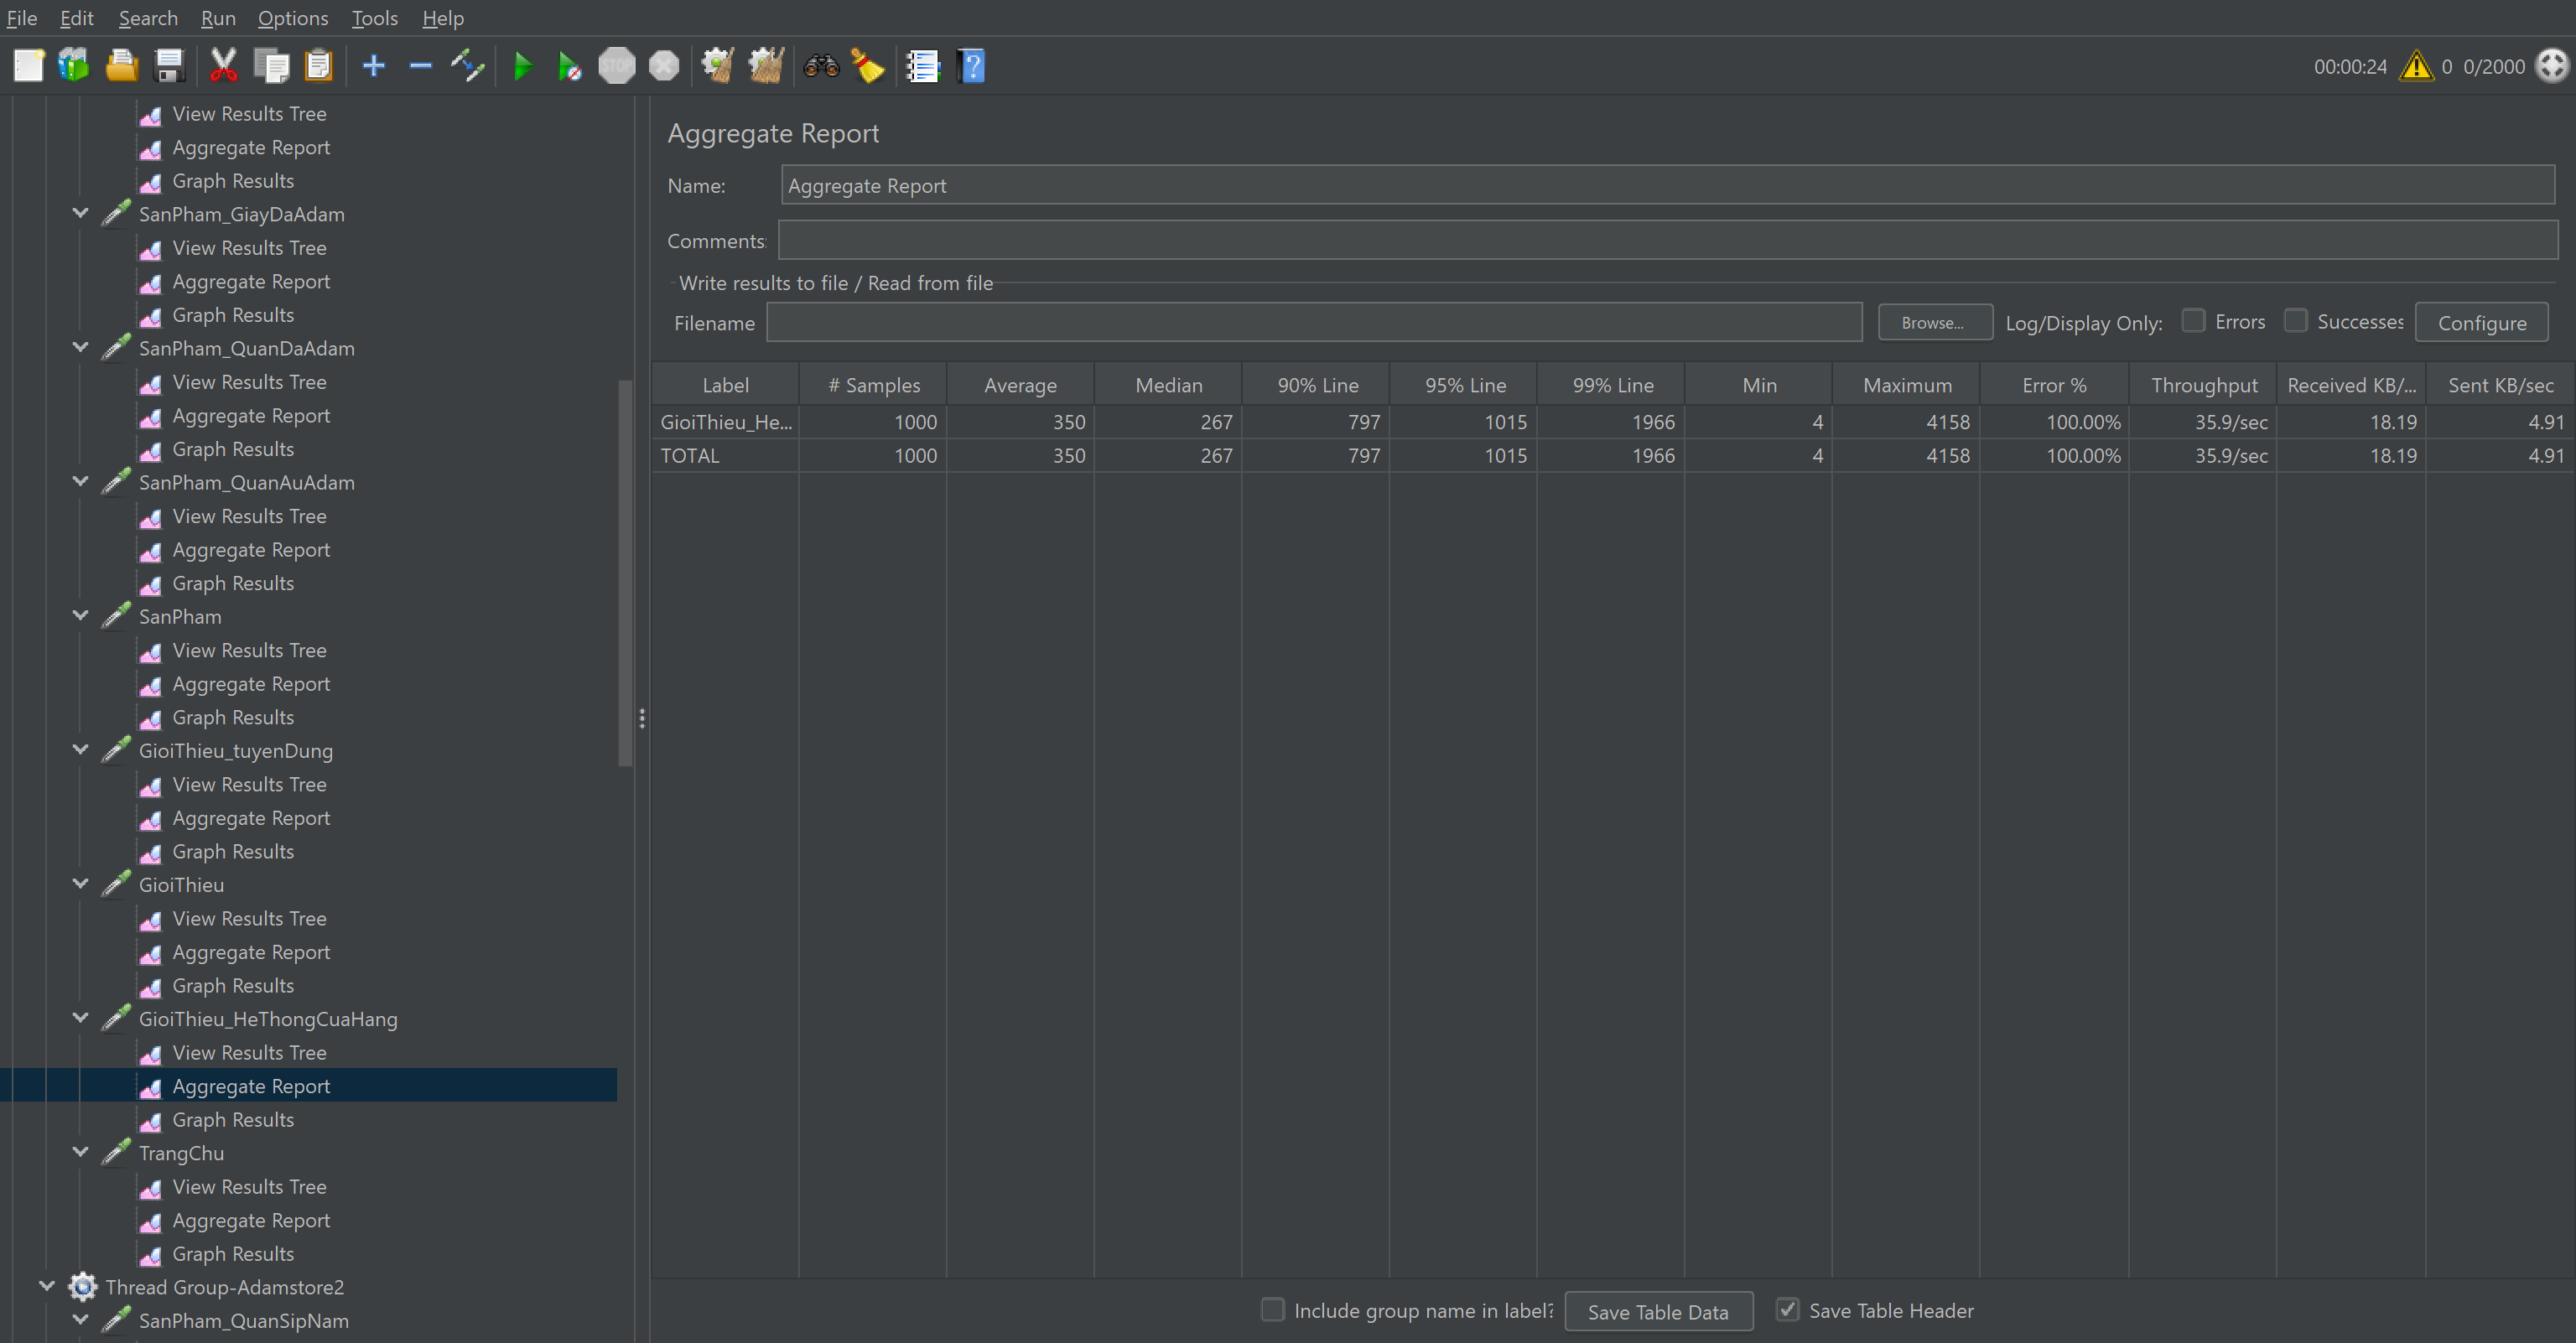 File Edit Search Run Options Tools Help
STOP
00:00:24 0 0/2000
View Results Tree
Aggregate Report
Graph Results
SanPham_GiayDaAdam
View Results Tree
Aggregate Report
Graph Results
SanPham_QuanDaAdam
View Results Tree
Aggregate Report
Graph Results
SanPham_QuanAuAdam
View Results Tree
Aggregate Report
Graph Results
SanPham
View Results Tree
Aggregate Report
Graph Results
GioiThieu_tuyenDung
View Results Tree
Aggregate Report
Graph Results
GioiThieu
View Results Tree
Aggregate Report
Graph Results
GioiThieu_HeThongCuaHang
View Results Tree
Aggregate Report
Graph Results
TrangChu
View Results Tree
Aggregate Report
Graph Results
Thread Group-Adamstore2
SanPham_QuanSipNam
Aggregate Report
Name: Aggregate Report
Comments:
Write results to file / Read from file
Filename Browse... Log/Display Only: Errors Successes Configure
Label # Samples Average Median 90% Line 95% Line 99% Line Min Maximum Error % Throughput Received KB/... Sent KB/sec
GioiThieu_He... 1000 350 267 797 1015 1966 4 4158 100.00% 35.9/sec 18.19 4.91
TOTAL 1000 350 267 797 1015 1966 4 4158 100.00% 35.9/sec 18.19 4.91
Include group name in label? Save Table Data Save Table Header